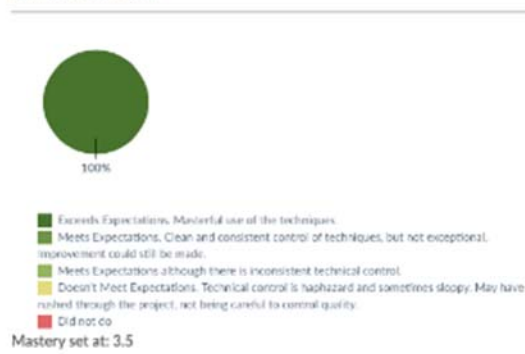 100%
Exceeds Expectations. Masterful use of the techniques.
Meets Expectations. Clean and consistent control of techniques, but not exceptional.
Improvement could still be made.
Meets Expectations although there is inconsistent technical control.
Doesn't Meet Expectations. Technical control is haphazard and sometimes sloppy. May have
rushed through the project, not being careful to control quality.
Did not do
Mastery set at: 3.5